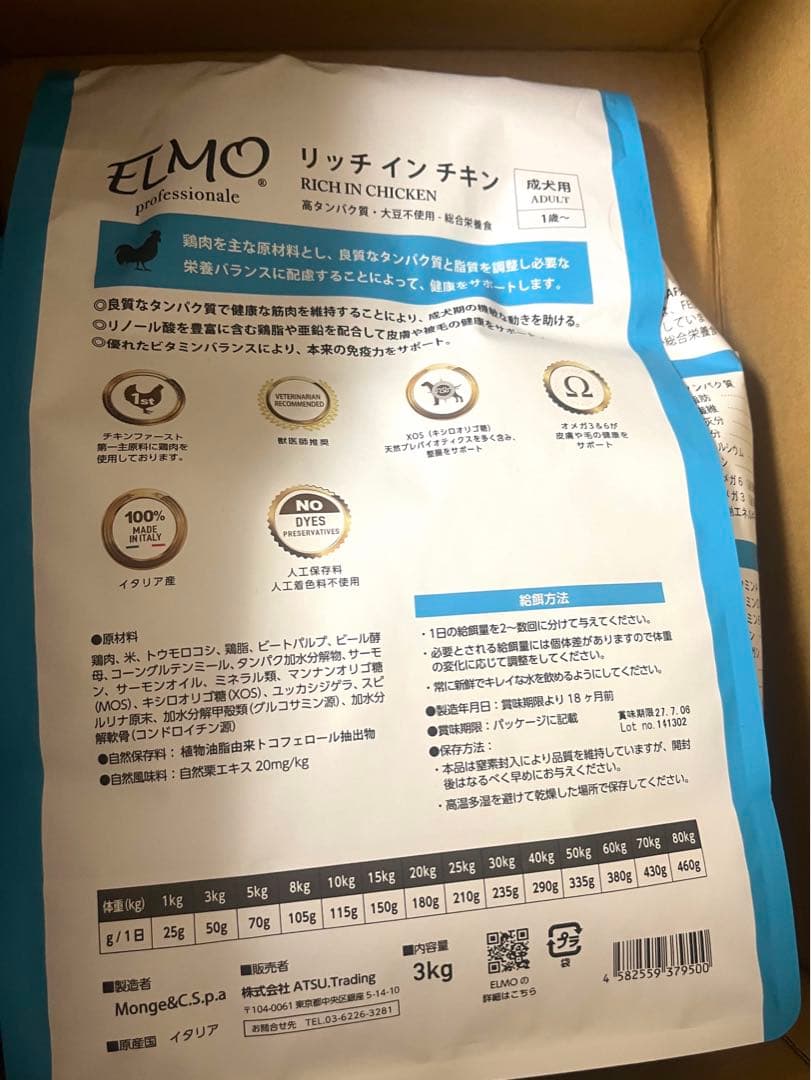 ELMO®
professionale
リッチ イン チキン
RICH IN CHICKEN
高タンパク質・大豆不使用 - 総合栄養食
成犬用
ADULT
1歳～
鶏肉を主な原材料とし、良質なタンパク質と脂質を調整し必要な
栄養バランスに配慮することによって、健康をサポートします。
◎良質なタンパク質で健康な筋肉を維持することにより、成犬期の機敏な動きを助ける。
◎リノール酸を豊富に含む鶏脂や亜鉛を配合して皮膚や被毛の健康をサポート。
◎優れたビタミンバランスにより、本来の免疫力をサポート。
1st
チキンファースト
第一主原料に鶏肉を
使用しております。
VETERINARIAN
RECOMMENDED
獣医師推奨
XOS（キシロオリゴ糖）
天然プレバイオティクスを多く含み、
整腸をサポート
Ω
オメガ3&6が
皮膚や毛の健康を
サポート
100%
MADE
IN ITALY
イタリア産
NO
DYES
PRESERVATIVES
人工保存料
人工着色料不使用
●原材料
鶏肉、米、トウモロコシ、鶏脂、ビートパルプ、ビール酵
母、コーングルテンミール、タンパク加水分解物、サーモ
ン、サーモンオイル、ミネラル類、マンナンオリゴ糖
(MOS)、キシロオリゴ糖(XOS)、ユッカシジゲラ、スピ
ルリナ原末、加水分解甲殻類(グルコサミン源)、加水分
解軟骨(コンドロイチン源)
●自然保存料：植物油脂由来トコフェロール抽出物
●自然風味料：自然栗エキス 20mg/kg
給餌方法
・1日の給餌量を2～数回に分けて与えてください。
・必要とされる給餌量には個体差がありますので体重
の変化に応じて調整をしてください。
・常に新鮮でキレイな水を飲めるようにしてください。
●製造年月日：賞味期限より 18 ヶ月前
●賞味期限：パッケージに記載
賞味期限27.7.06
Lot no.141302
●保存方法：
・本品は窒素封入により品質を維持していますが、開封
後はなるべく早めにお与えください。
・高温多湿を避けて乾燥した場所で保存してください。
体重(kg) 1kg 3kg 5kg 8kg 10kg 15kg 20kg 25kg 30kg 40kg 50kg 60kg 70kg 80kg
g/1日 25g 50g 70g 105g 115g 150g 180g 210g 235g 290g 335g 380g 430g 460g
■製造者
Monge&C.S.p.a
■原産国 イタリア
■販売者
株式会社 ATSU.Trading
〒104-0061 東京都中央区銀座 5-14-10
お問合せ先 TEL.03-6226-3281
■内容量
3kg
ELMO の
詳細はこちら
プラ
袋
4 582559 379500
総合栄養食
タンパク質